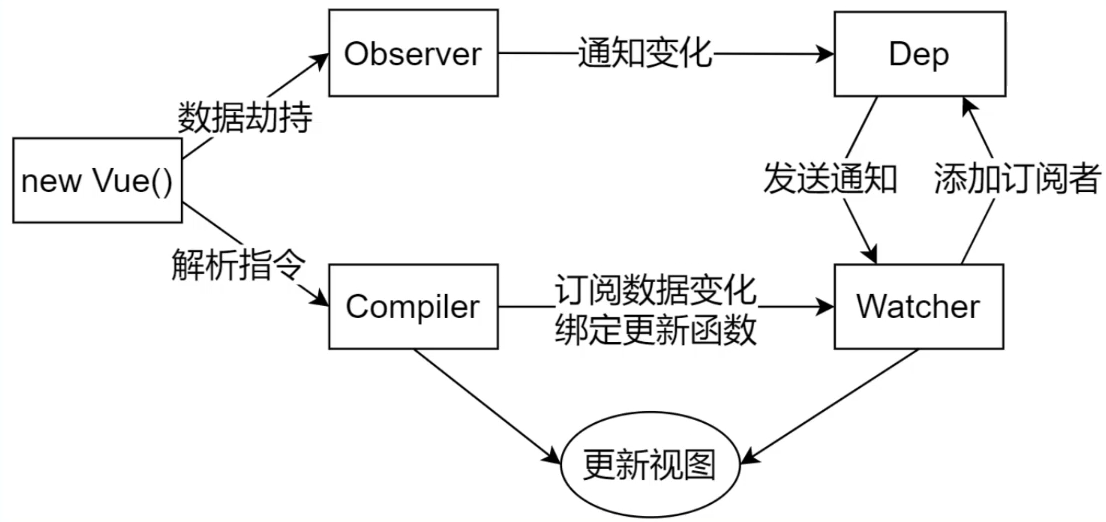 Observer
通知变化
Dep
数据劫持
new Vue()
发送通知
添加订阅者
解析指令
Compiler
订阅数据变化
绑定更新函数
Watcher
更新视图